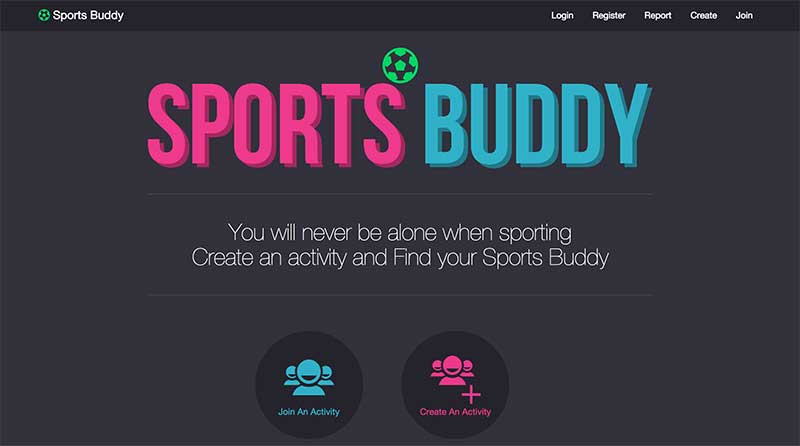 Sports Buddy
Login Register Report Create Join
SPORTS BUDDY
You will never be alone when sporting
Create an activity and Find your Sports Buddy
Join An Activity
Create An Activity